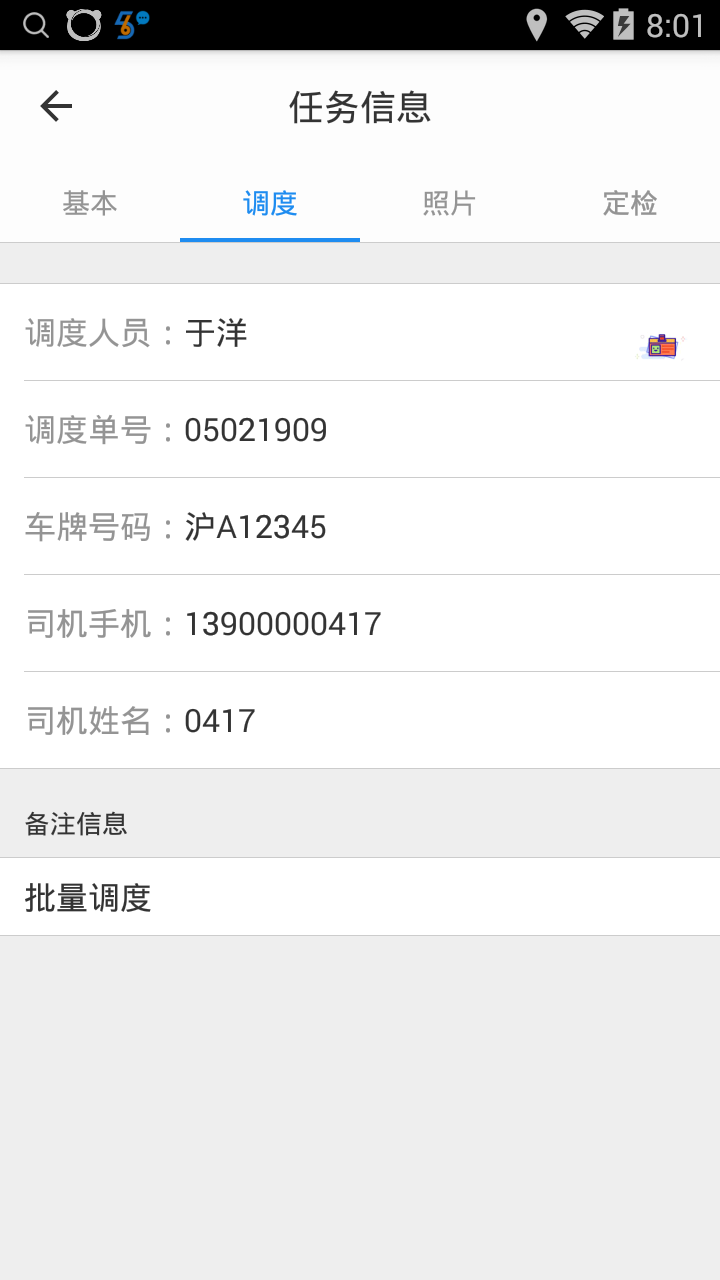 8:01
任务信息
基本 调度 照片 定检
调度人员：于洋
调度单号：05021909
车牌号码：沪A12345
司机手机：13900000417
司机姓名：0417
备注信息
批量调度